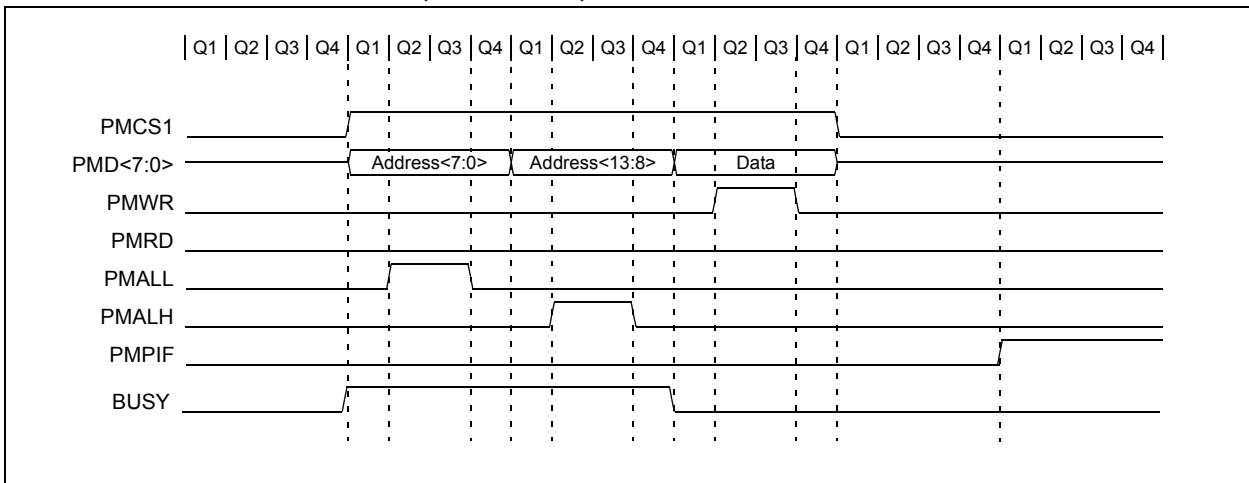 Q1 Q2 Q3 Q4 Q1 Q2 Q3 Q4 Q1 Q2 Q3 Q4 Q1 Q2 Q3 Q4 Q1 Q2 Q3 Q4 Q1 Q2 Q3 Q4
PMCS1
PMD<7:0> Address<7:0> Address<13:8> Data
PMWR
PMRD
PMALL
PMALH
PMPIF
BUSY